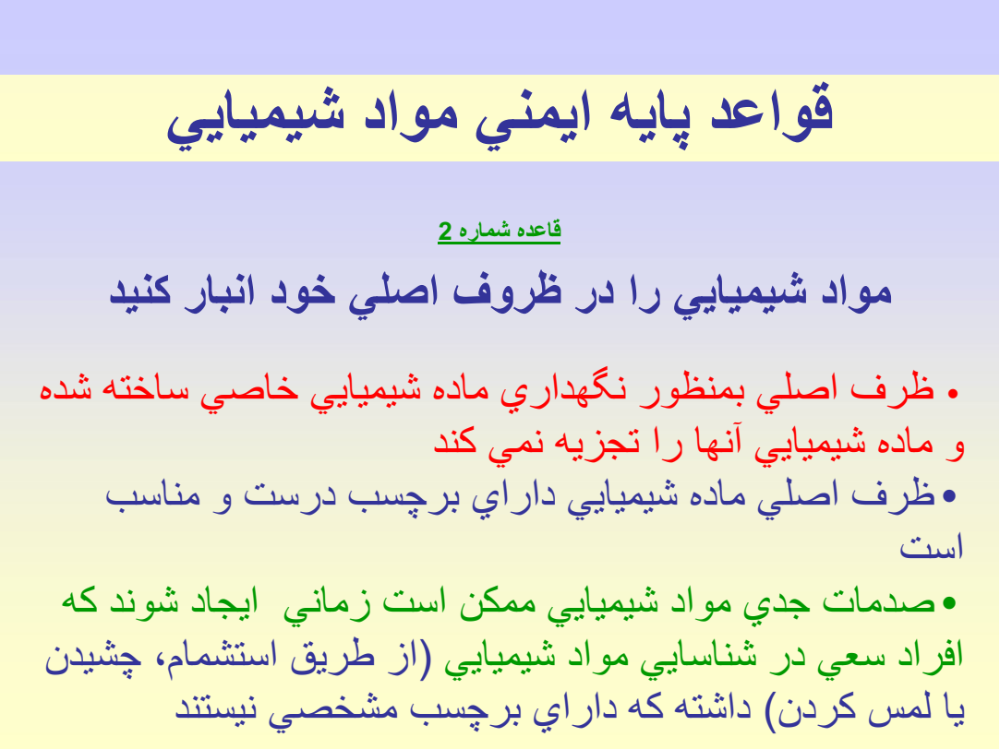 قواعد پايه ايمني مواد شيميايي
قاعده شماره 2
مواد شيميايي را در ظروف اصلي خود انبار كنيد
• ظرف اصلي بمنظور نگهداري ماده شيميايي خاصي ساخته شده
و ماده شيميايي آنها را تجزيه نمي كند
•ظرف اصلي ماده شيميايي داراي برچسب درست و مناسب
است
•صدمات جدي مواد شيميايي ممكن است زماني ايجاد شوند كه
افراد سعي در شناسايي مواد شيميايي (از طريق استشمام، چشيدن
يا لمس كردن) داشته كه داراي برچسب مشخصي نيستند